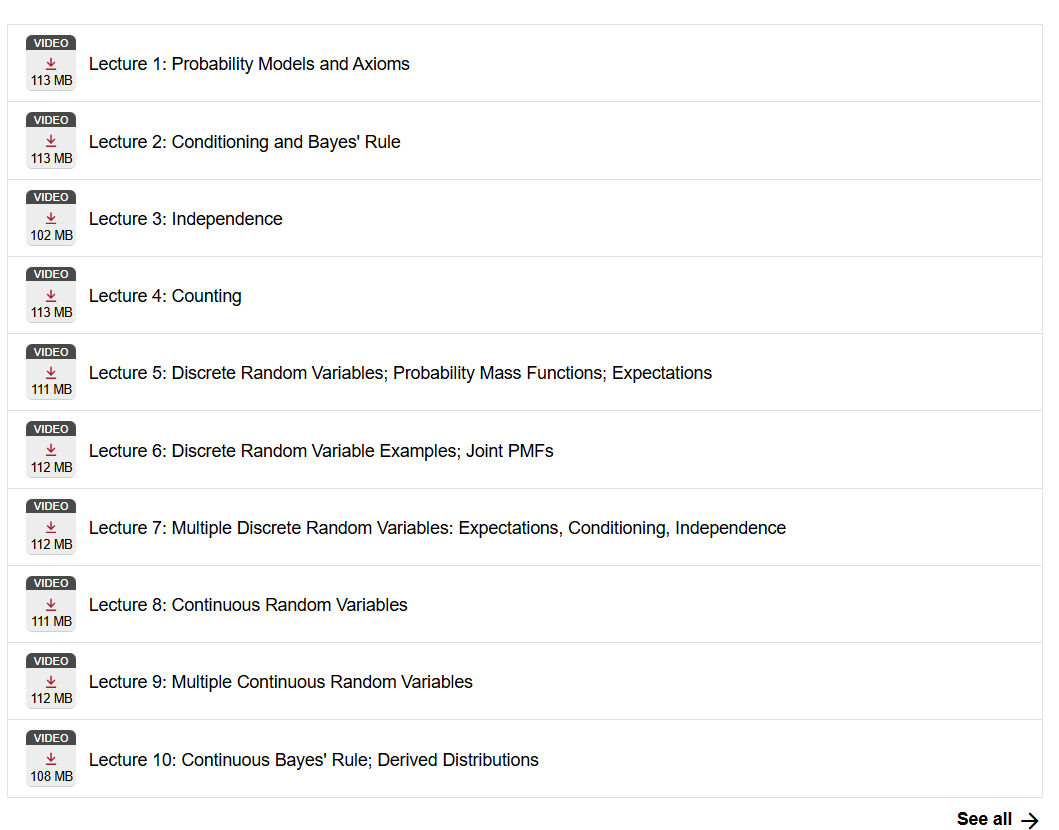 VIDEO
113 MB
Lecture 1: Probability Models and Axioms
VIDEO
113 MB
Lecture 2: Conditioning and Bayes' Rule
VIDEO
102 MB
Lecture 3: Independence
VIDEO
113 MB
Lecture 4: Counting
VIDEO
111 MB
Lecture 5: Discrete Random Variables; Probability Mass Functions; Expectations
VIDEO
112 MB
Lecture 6: Discrete Random Variable Examples; Joint PMFs
VIDEO
112 MB
Lecture 7: Multiple Discrete Random Variables: Expectations, Conditioning, Independence
VIDEO
111 MB
Lecture 8: Continuous Random Variables
VIDEO
112 MB
Lecture 9: Multiple Continuous Random Variables
VIDEO
108 MB
Lecture 10: Continuous Bayes' Rule; Derived Distributions
See all